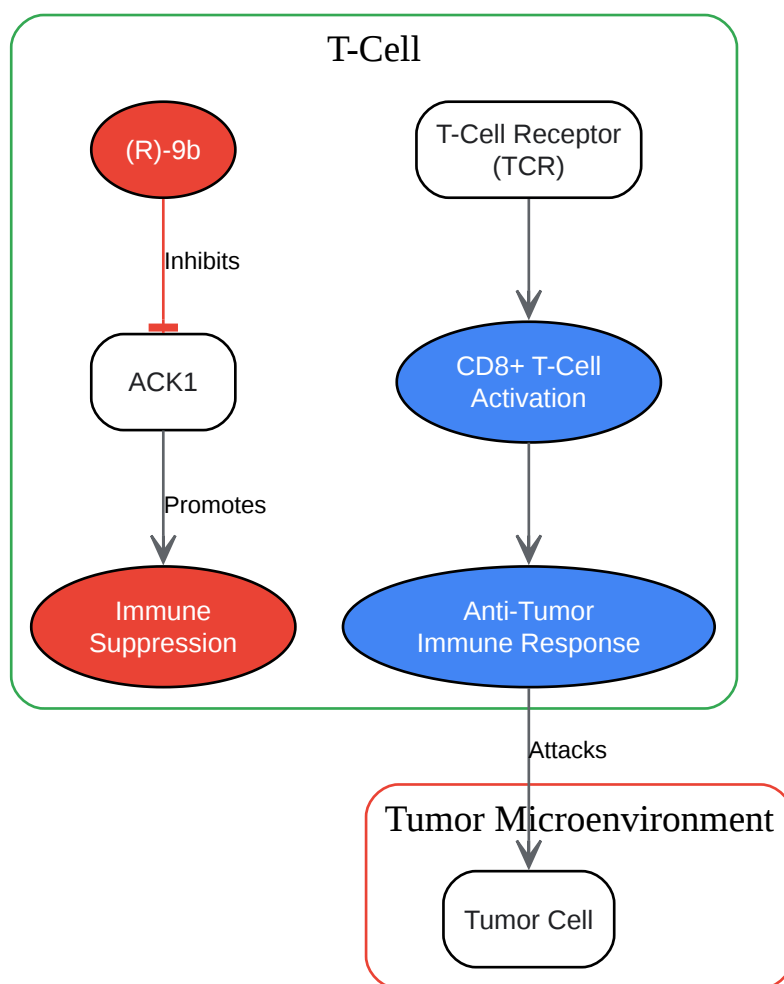 T-Cell
(R)-9b
T-Cell Receptor
(TCR)
Inhibits
ACK1
CD8+ T-Cell
Activation
Promotes
Immune
Suppression
Anti-Tumor
Immune Response
Attacks
Tumor Microenvironment
Tumor Cell